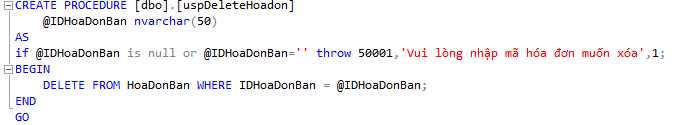 CREATE PROCEDURE [dbo].[uspDeleteHoadon]
@IDHoaDonBan nvarchar(50)
AS
if @IDHoaDonBan is null or @IDHoaDonBan='' throw 50001,'Vui lòng nhập mã hóa đơn muốn xóa',1;
BEGIN
DELETE FROM HoaDonBan WHERE IDHoaDonBan = @IDHoaDonBan;
END
GO